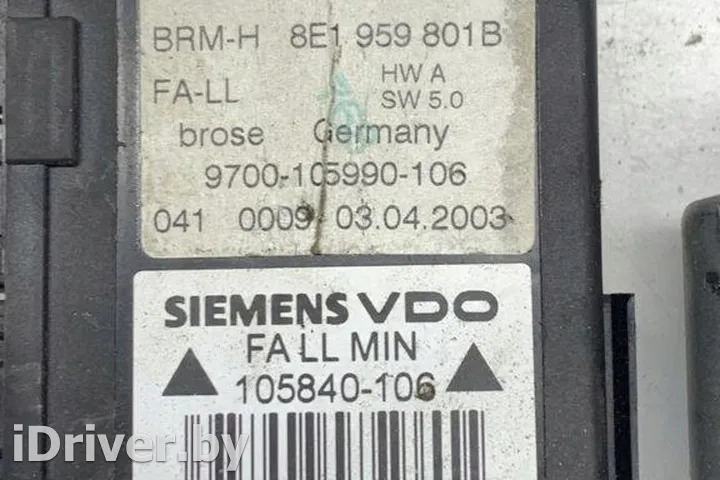 BRM-H 8E1 959 801B
FA-LL HW A
SW 5.0
brose Germany
9700-105990-106
041 0009 03.04.2003
SIEMENS VDO
FA LL MIN
105840-106
iDriver.by